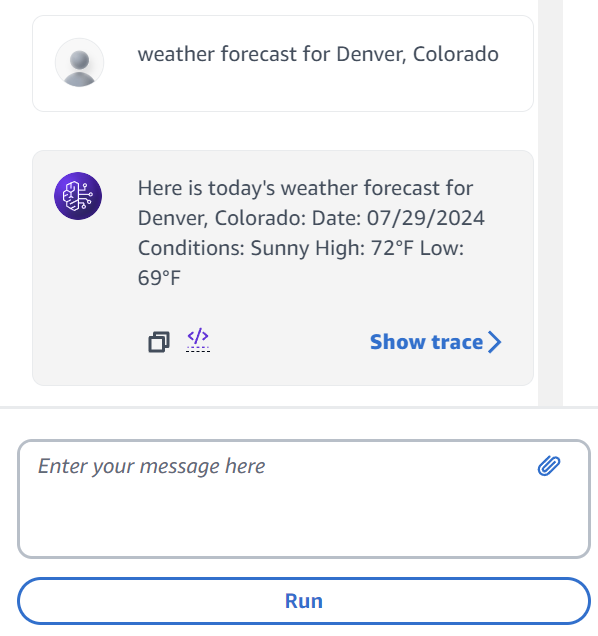 weather forecast for Denver, Colorado
Here is today's weather forecast for
Denver, Colorado: Date: 07/29/2024
Conditions: Sunny High: 72°F Low:
69°F
</>
Show trace
Enter your message here
Run